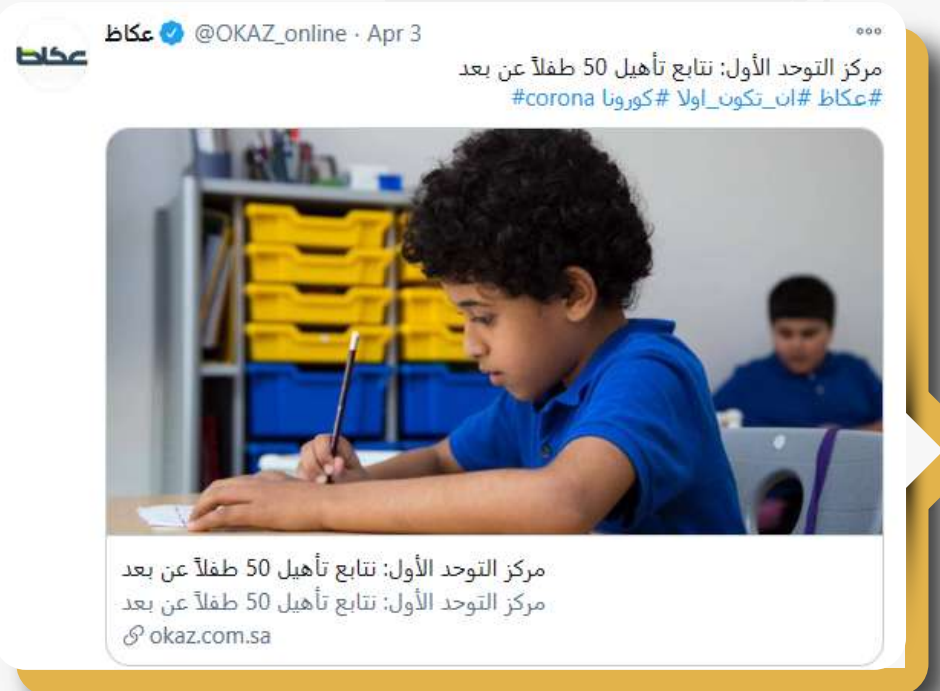 عكاظ @OKAZ_online · Apr 3
عكاظ
مركز التوحد الأول: نتابع تأهيل 50 طفلاً عن بعد
#عكاظ #ان_تكون_اولا #كورونا #corona
مركز التوحد الأول: نتابع تأهيل 50 طفلاً عن بعد
مركز التوحد الأول: نتابع تأهيل 50 طفلاً عن بعد
okaz.com.sa